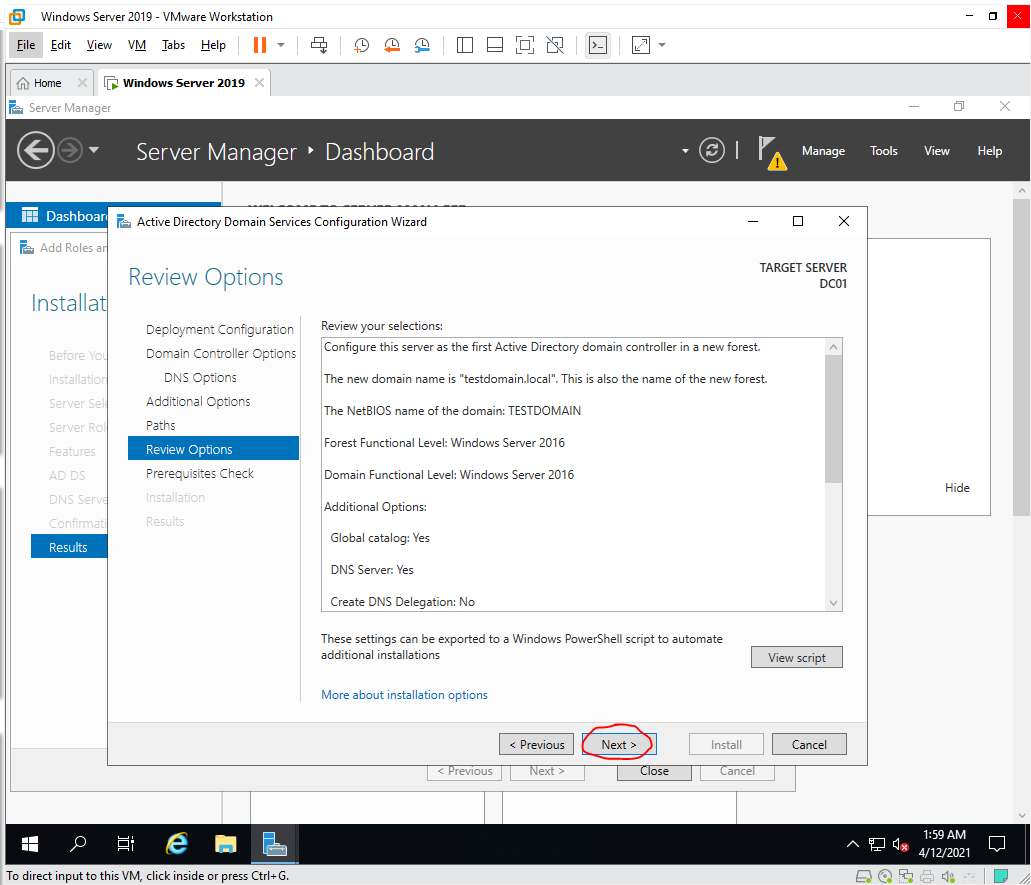 Windows Server 2019 - VMware Workstation
File Edit View VM Tabs Help
Home Windows Server 2019
Server Manager
Server Manager Dashboard
Manage Tools View Help
Dashboar
Active Directory Domain Services Configuration Wizard
Add Roles an
Review Options
TARGET SERVER
DC01
Installat
Deployment Configuration
Domain Controller Options
DNS Options
Additional Options
Paths
Review Options
Prerequisites Check
Installation
Results
Before You
Installation
Server Sele
Server Rol
Features
AD DS
DNS Serve
Confirmati
Results
Review your selections:
Configure this server as the first Active Directory domain controller in a new forest.
The new domain name is "testdomain.local". This is also the name of the new forest.
The NetBIOS name of the domain: TESTDOMAIN
Forest Functional Level: Windows Server 2016
Domain Functional Level: Windows Server 2016
Additional Options:
Global catalog: Yes
DNS Server: Yes
Create DNS Delegation: No
Hide
These settings can be exported to a Windows PowerShell script to automate
additional installations
View script
More about installation options
< Previous Next > Install Cancel
< Previous Next > Close Cancel
1:59 AM
4/12/2021
To direct input to this VM, click inside or press Ctrl+G.